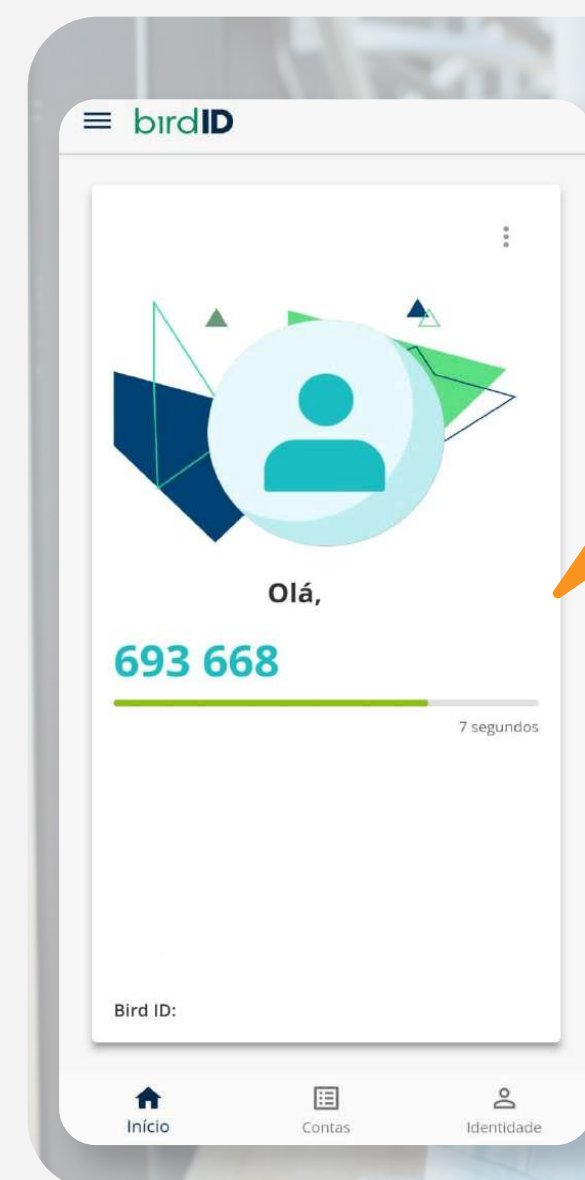 birdID
Olá,
693 668
7 segundos
Bird ID:
Início
Contas
Identidade